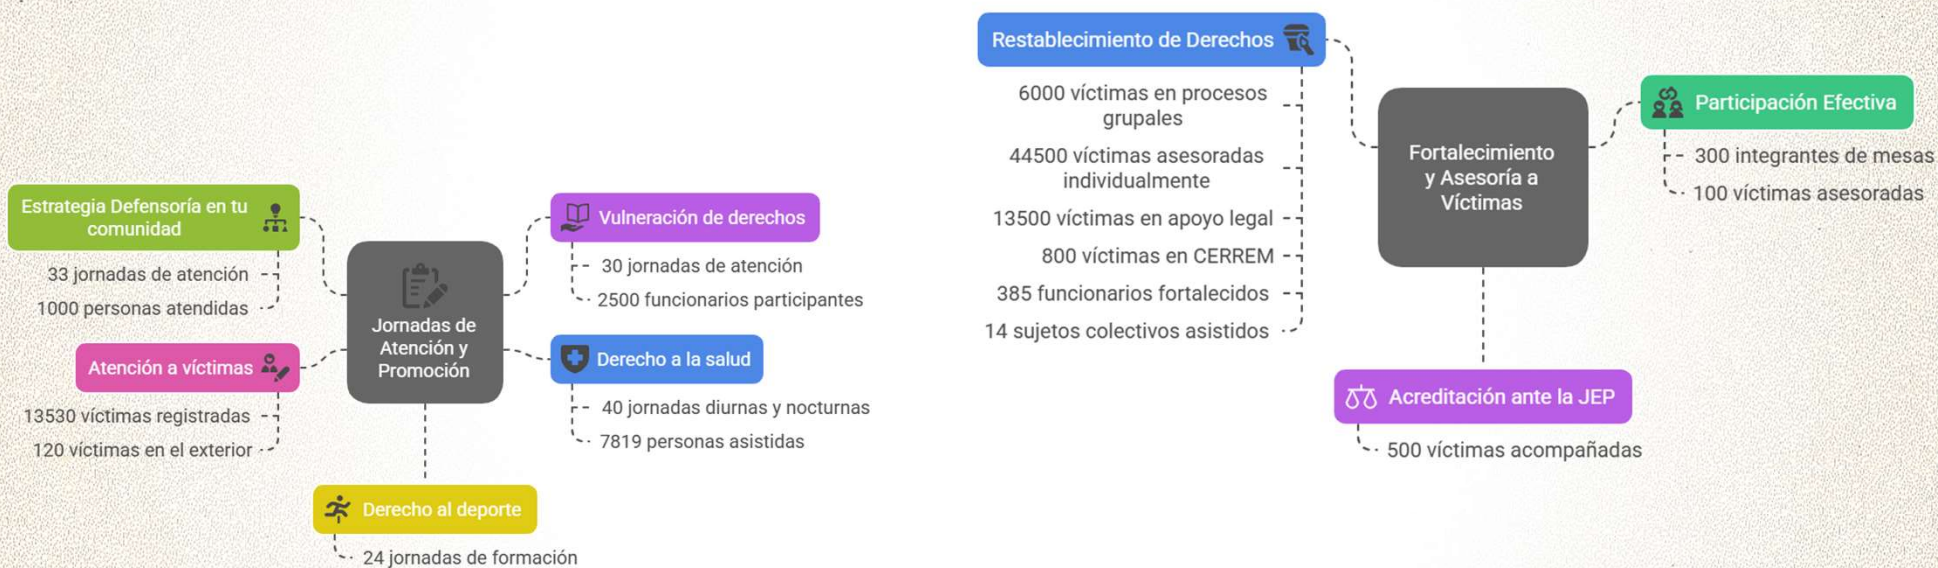 Estrategia Defensoría en tu
comunidad
33 jornadas de atención
1000 personas atendidas
Atención a víctimas
13530 víctimas registradas
120 víctimas en el exterior
Jornadas de
Atención y
Promoción
Vulneración de derechos
30 jornadas de atención
2500 funcionarios participantes
Derecho a la salud
40 jornadas diurnas y nocturnas
7819 personas asistidas
Derecho al deporte
24 jornadas de formación
Restablecimiento de Derechos
6000 víctimas en procesos
grupales
44500 víctimas asesoradas
individualmente
13500 víctimas en apoyo legal
800 víctimas en CERREM
385 funcionarios fortalecidos
14 sujetos colectivos asistidos
Fortalecimiento
y Asesoría a
Víctimas
Participación Efectiva
300 integrantes de mesas
100 víctimas asesoradas
Acreditación ante la JEP
500 víctimas acompañadas